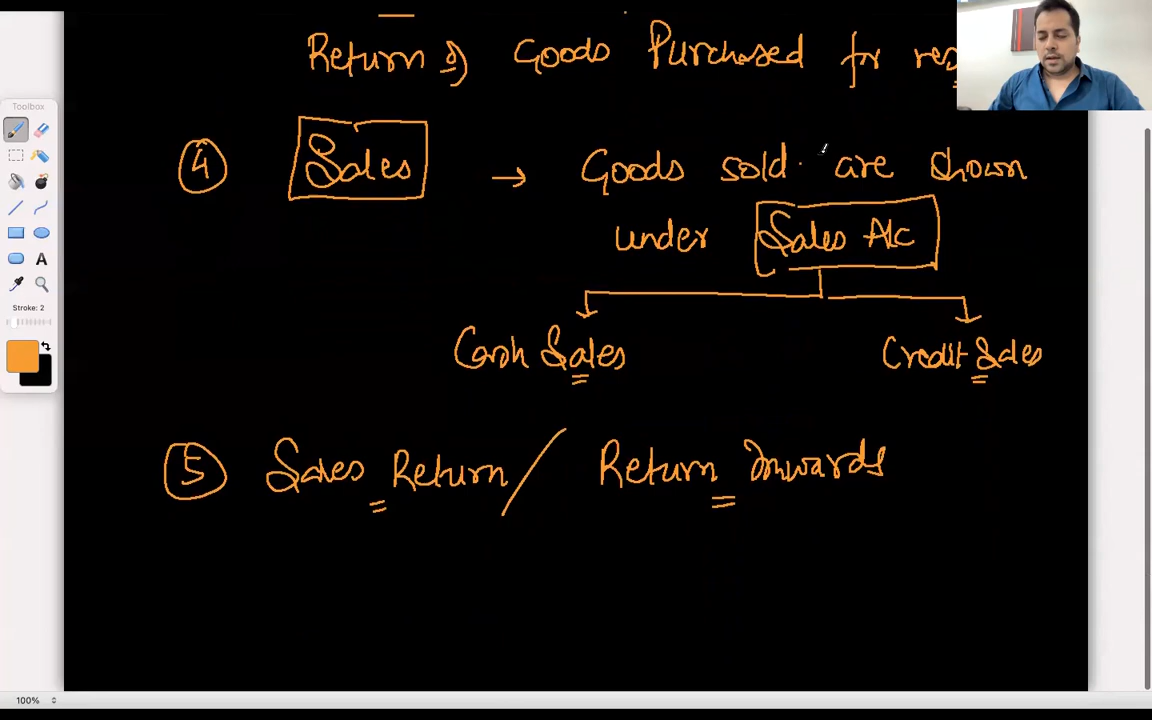 Return of Goods Purchased for res
Toolbox
④ Sales → Goods sold are shown
under Sales A/c
Stroke: 2
Cash Sales Credit Sales
⑤ Sales Return / Return Inwards
100%